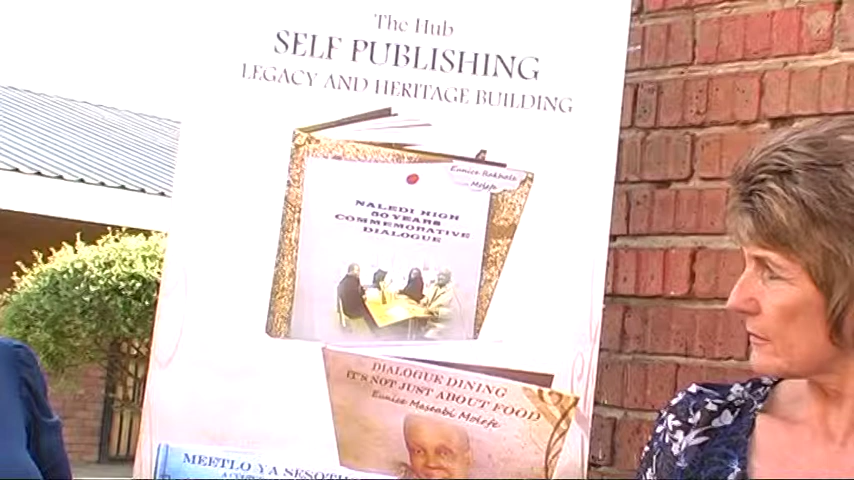 The Hub
SELF PUBLISHING
LEGACY AND HERITAGE BUILDING
Eunice Rakhale
Molefe
NALEDI HIGH
50 YEARS
COMMEMORATIVE
DIALOGUE
DIALOGUE DINING
IT'S NOT JUST ABOUT FOOD
Eunice Maseabi Molefe
MEETLO YA SESOTHO